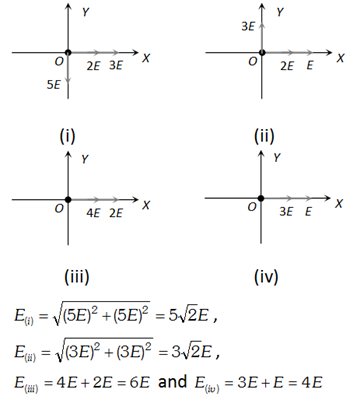 Y Y
3E
O 2E 3E X O 2E E X
5E
(i) (ii)
Y Y
O 4E 2E X O 3E E X
(iii) (iv)
E₍ᵢ₎ = √((5E)² + (5E)²) = 5√2E ,
E₍ᵢᵢ₎ = √((3E)² + (3E)²) = 3√2E ,
E₍ᵢᵢᵢ₎ = 4E + 2E = 6E and E₍ᵢᵥ₎ = 3E + E = 4E